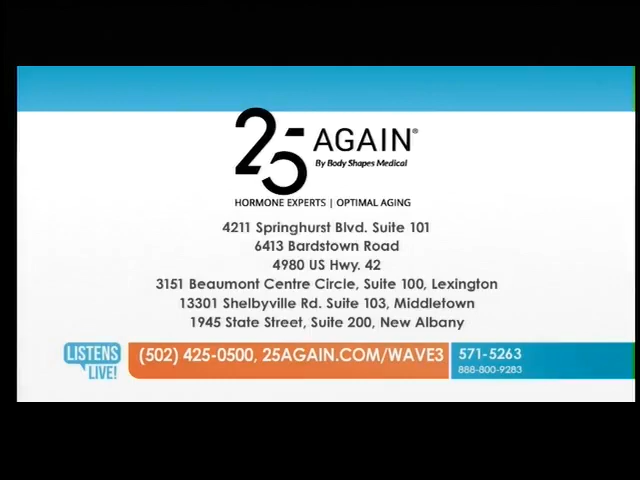 25 AGAIN®
By Body Shapes Medical
HORMONE EXPERTS | OPTIMAL AGING
4211 Springhurst Blvd. Suite 101
6413 Bardstown Road
4980 US Hwy. 42
3151 Beaumont Centre Circle, Suite 100, Lexington
13301 Shelbyville Rd. Suite 103, Middletown
1945 State Street, Suite 200, New Albany
LISTENS LIVE!
(502) 425-0500, 25AGAIN.COM/WAVE3
571-5263
888-800-9283